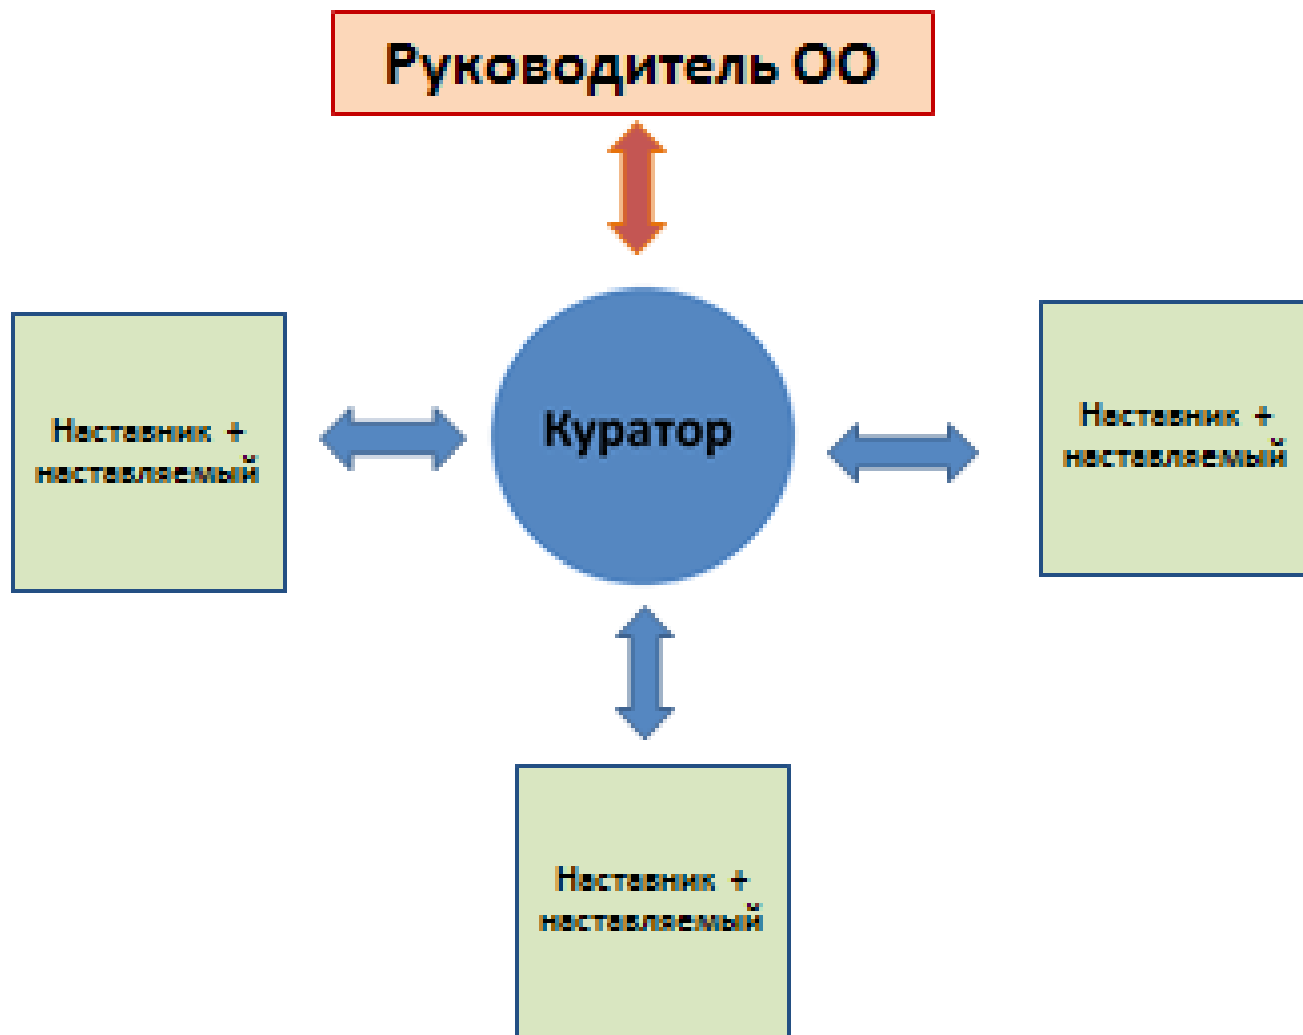 Руководитель ОО
Наставник +
наставляемый
Куратор
Наставник +
наставляемый
Наставник +
наставляемый